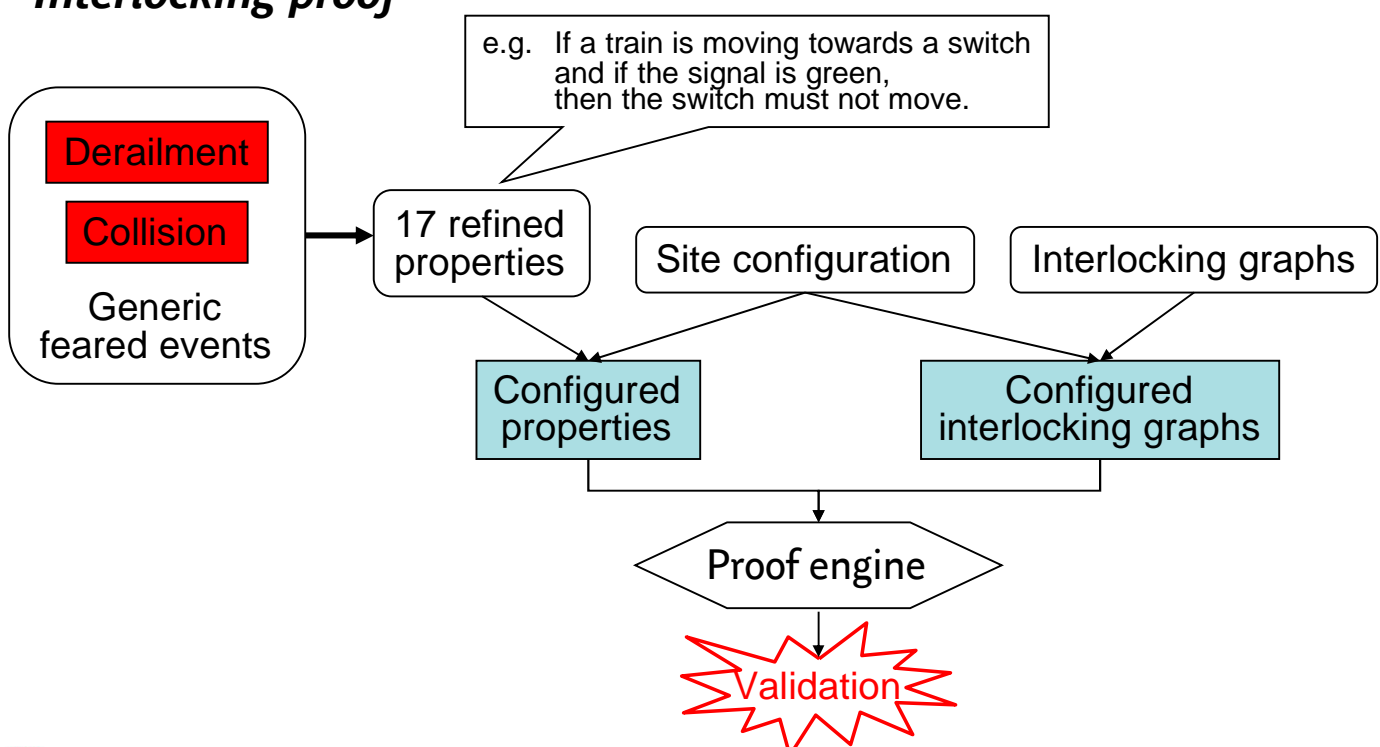 Interlocking proof
e.g. If a train is moving towards a switch
and if the signal is green,
then the switch must not move.
Derailment
Collision
Generic
feared events
17 refined
properties
Site configuration
Interlocking graphs
Configured
properties
Configured
interlocking graphs
Proof engine
Validation